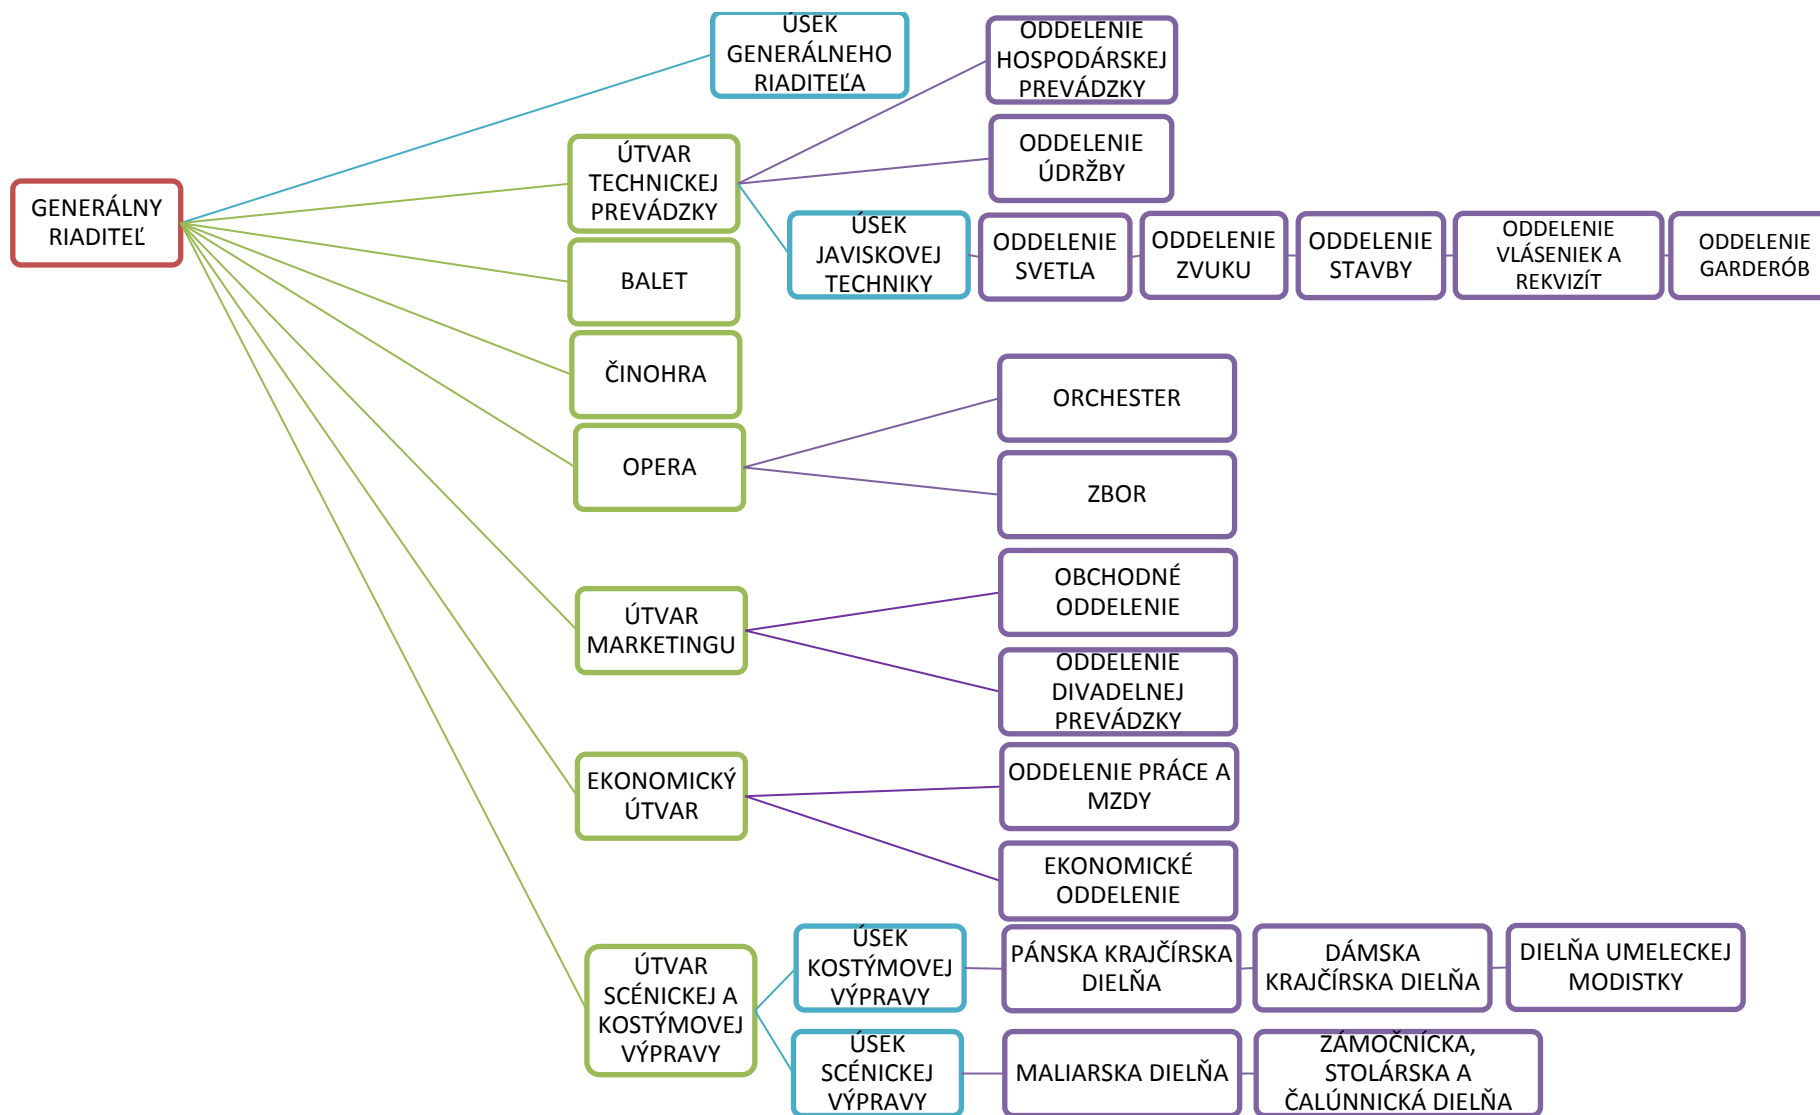 ÚSEK
GENERÁLNEHO
RIADITEĽA
ODDELENIE
HOSPODÁRSKEJ
PREVÁDZKY
ODDELENIE
ÚDRŽBY
ÚTVAR
TECHNICKEJ
PREVÁDZKY
GENERÁLNY
RIADITEĽ
ÚSEK
JAVISKOVEJ
TECHNIKY
ODDELENIE
SVETLA
ODDELENIE
ZVUKU
ODDELENIE
STAVBY
ODDELENIE
VLÁSENIEK A
REKVIZÍT
ODDELENIE
GARDERÓB
BALET
ČINOHRA
OPERA
ORCHESTER
ZBOR
ÚTVAR
MARKETINGU
OBCHODNÉ
ODDELENIE
ODDELENIE
DIVADELNEJ
PREVÁDZKY
EKONOMICKÝ
ÚTVAR
ODDELENIE PRÁCE A
MZDY
EKONOMICKÉ
ODDELENIE
ÚTVAR
SCÉNICKEJ A
KOSTÝMOVEJ
VÝPRAVY
ÚSEK
KOSTÝMOVEJ
VÝPRAVY
PÁNSKA KRAJČÍRSKA
DIELŇA
DÁMSKA
KRAJČÍRSKA DIELŇA
DIELŇA UMELECKEJ
MODISTKY
ÚSEK
SCÉNICKEJ
VÝPRAVY
MALIARSKA DIELŇA
ZÁMOČNÍCKA,
STOLÁRSKA A
ČALÚNNICKÁ DIELŇA